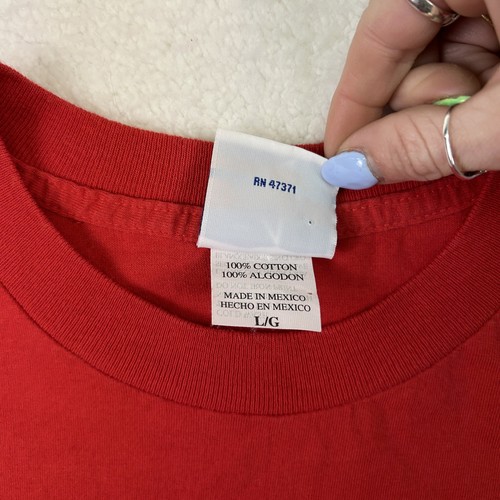 RN 47371
100% COTTON
100% ALGODON
MADE IN MEXICO
HECHO EN MEXICO
L/G